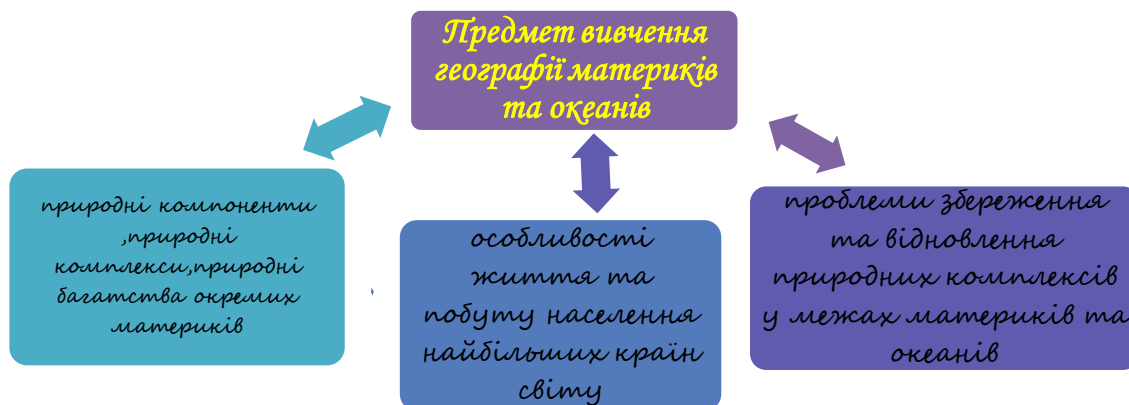 Предмет вивчення
географії материків
та океанів
природні компоненти
,природні
комплекси,природні
багатства окремих
материків
особливості
життя та
побуту населення
найбільших країн
світу
проблеми збереження
та відновлення
природних комплексів
у межах материків та
океанів